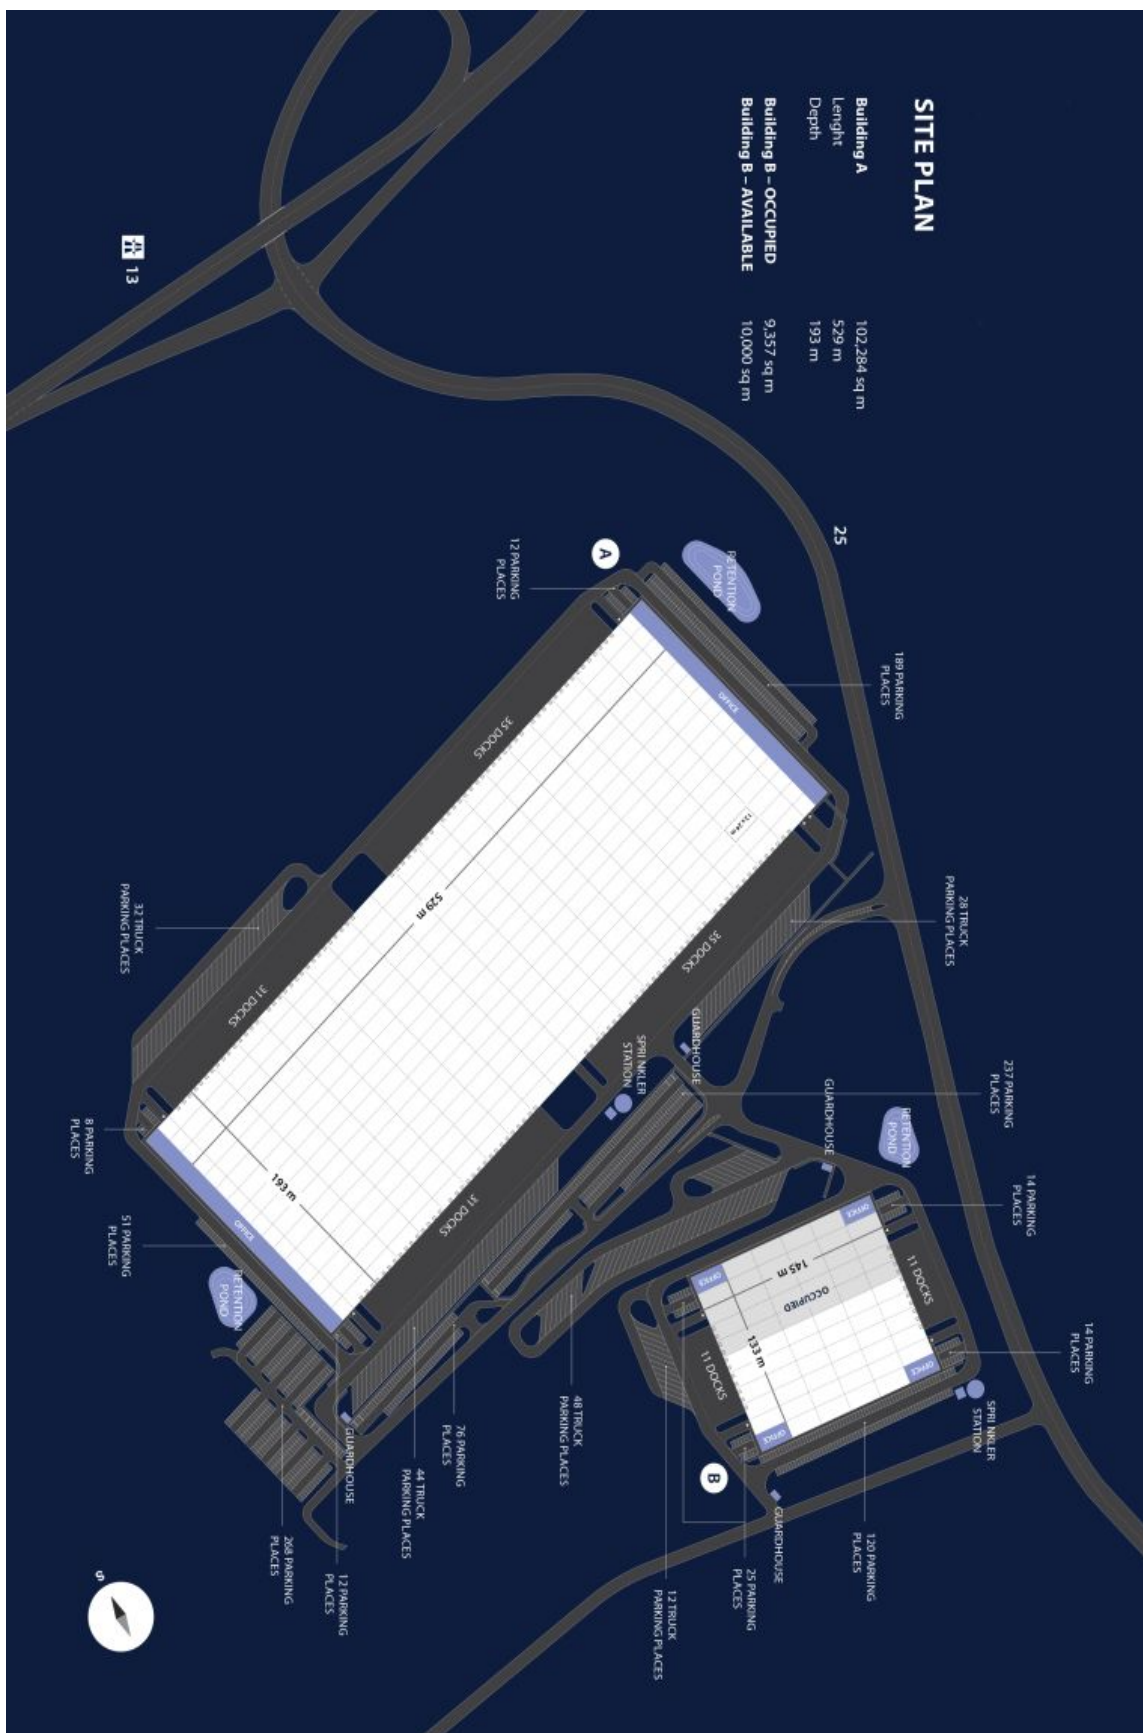 SITE PLAN
Building A 102,284 sq m
Lenght 529 m
Depth 193 m
Building B – OCCUPIED 9,357 sq m
Building B – AVAILABLE 10,000 sq m
13
25
A
RETENTION
POND
12 PARKING
PLACES
189 PARKING
PLACES
OFFICE
35 DOCKS
12 x 24 m
529 m
28 TRUCK
PARKING PLACES
35 DOCKS
32 TRUCK
PARKING PLACES
31 DOCKS
GUARDHOUSE
SPRINKLER
STATION
237 PARKING
PLACES
GUARDHOUSE
RETENTION
POND
14 PARKING
PLACES
8 PARKING
PLACES
193 m
31 DOCKS
OFFICE
51 PARKING
PLACES
RETENTION
POND
OFFICE
OFFICE
145 m
OCCUPIED
133 m
11 DOCKS
11 DOCKS
OFFICE
OFFICE
14 PARKING
PLACES
SPRINKLER
STATION
B
GUARDHOUSE
GUARDHOUSE
48 TRUCK
PARKING PLACES
76 PARKING
PLACES
44 TRUCK
PARKING PLACES
120 PARKING
PLACES
25 PARKING
PLACES
12 TRUCK
PARKING PLACES
268 PARKING
PLACES
12 PARKING
PLACES
S